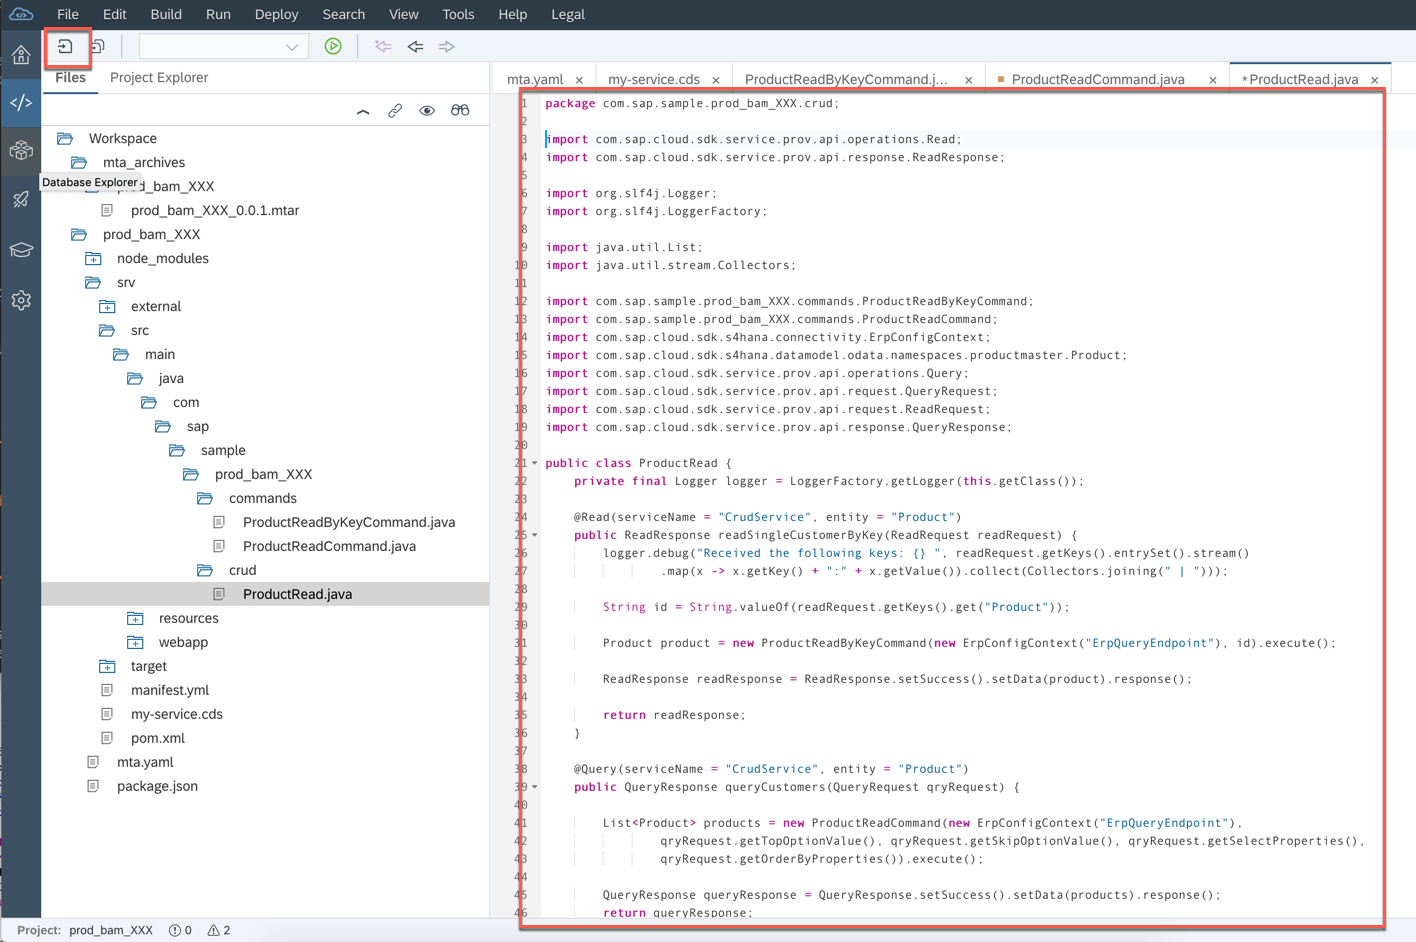 File Edit Build Run Deploy Search View Tools Help Legal
Files Project Explorer
mta.yaml × my-service.cds × ProductReadByKeyCommand.j... × ProductReadCommand.java × *ProductRead.java ×
Workspace
mta_archives
Database Explorer
prod_bam_XXX
prod_bam_XXX_0.0.1.mtar
prod_bam_XXX
node_modules
srv
external
src
main
java
com
sap
sample
prod_bam_XXX
commands
ProductReadByKeyCommand.java
ProductReadCommand.java
crud
ProductRead.java
resources
webapp
target
manifest.yml
my-service.cds
pom.xml
mta.yaml
package.json
1 package com.sap.sample.prod_bam_XXX.crud;
2
3 import com.sap.cloud.sdk.service.prov.api.operations.Read;
4 import com.sap.cloud.sdk.service.prov.api.response.ReadResponse;
5
6 import org.slf4j.Logger;
7 import org.slf4j.LoggerFactory;
8
9 import java.util.List;
10 import java.util.stream.Collectors;
11
12 import com.sap.sample.prod_bam_XXX.commands.ProductReadByKeyCommand;
13 import com.sap.sample.prod_bam_XXX.commands.ProductReadCommand;
14 import com.sap.cloud.sdk.s4hana.connectivity.ErpConfigContext;
15 import com.sap.cloud.sdk.s4hana.datamodel.odata.namespaces.productmaster.Product;
16 import com.sap.cloud.sdk.service.prov.api.operations.Query;
17 import com.sap.cloud.sdk.service.prov.api.request.QueryRequest;
18 import com.sap.cloud.sdk.service.prov.api.request.ReadRequest;
19 import com.sap.cloud.sdk.service.prov.api.response.QueryResponse;
20
21 public class ProductRead {
22 private final Logger logger = LoggerFactory.getLogger(this.getClass());
23
24 @Read(serviceName = "CrudService", entity = "Product")
25 public ReadResponse readSingleCustomerByKey(ReadRequest readRequest) {
26 logger.debug("Received the following keys: {} ", readRequest.getKeys().entrySet().stream()
27 .map(x -> x.getKey() + ":" + x.getValue()).collect(Collectors.joining(" | ")));
28
29 String id = String.valueOf(readRequest.getKeys().get("Product"));
30
31 Product product = new ProductReadByKeyCommand(new ErpConfigContext("ErpQueryEndpoint"), id).execute();
32
33 ReadResponse readResponse = ReadResponse.setSuccess().setData(product).response();
34
35 return readResponse;
36 }
37
38 @Query(serviceName = "CrudService", entity = "Product")
39 public QueryResponse queryCustomers(QueryRequest qryRequest) {
40
41 List<Product> products = new ProductReadCommand(new ErpConfigContext("ErpQueryEndpoint"),
42 qryRequest.getTopOptionValue(), qryRequest.getSkipOptionValue(), qryRequest.getSelectProperties(),
43 qryRequest.getOrderByProperties()).execute();
44
45 QueryResponse queryResponse = QueryResponse.setSuccess().setData(products).response();
46 return queryResponse;
Project: prod_bam_XXX 0 2